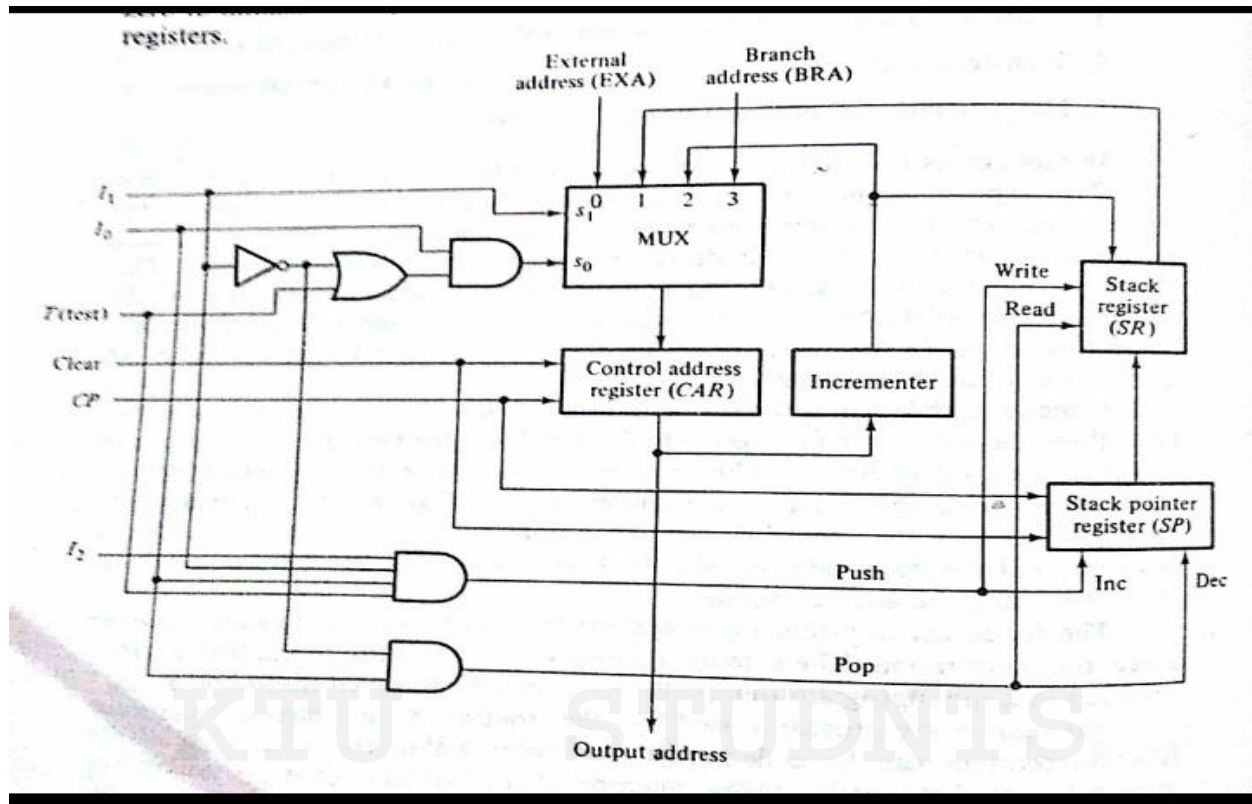 registers.
External
address (EXA)
Branch
address (BRA)
I₁
I₀
0 1 2 3
s₁
MUX
s₀
T(test)
Write
Read
Stack
register
(SR)
Clear
CP
Control address
register (CAR)
Incrementer
Stack pointer
register (SP)
I₂
Push
Inc
Dec
Pop
KTU STUDNTS
Output address